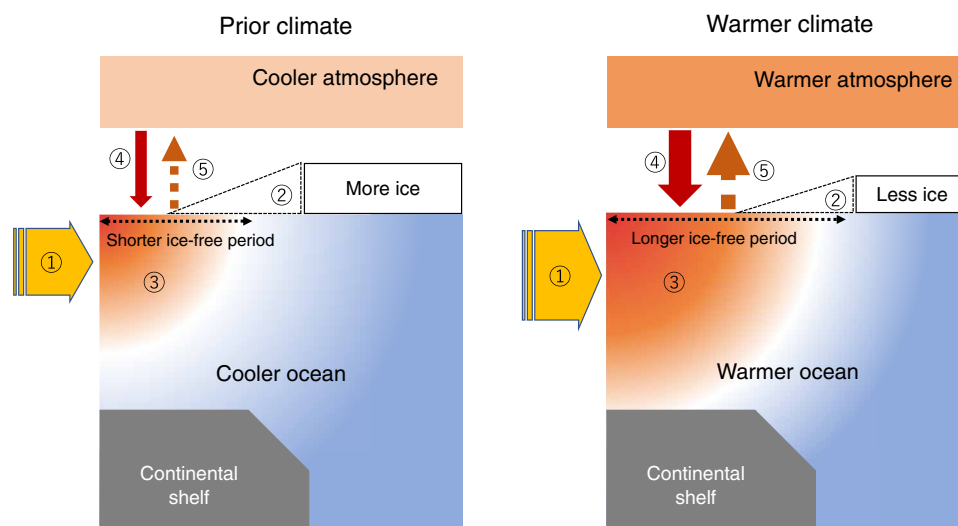 Prior climate
Cooler atmosphere
④
⑤
②
More ice
Shorter ice-free period
①
③
Cooler ocean
Continental
shelf
Warmer climate
Warmer atmosphere
④
⑤
②
Less ice
Longer ice-free period
①
③
Warmer ocean
Continental
shelf